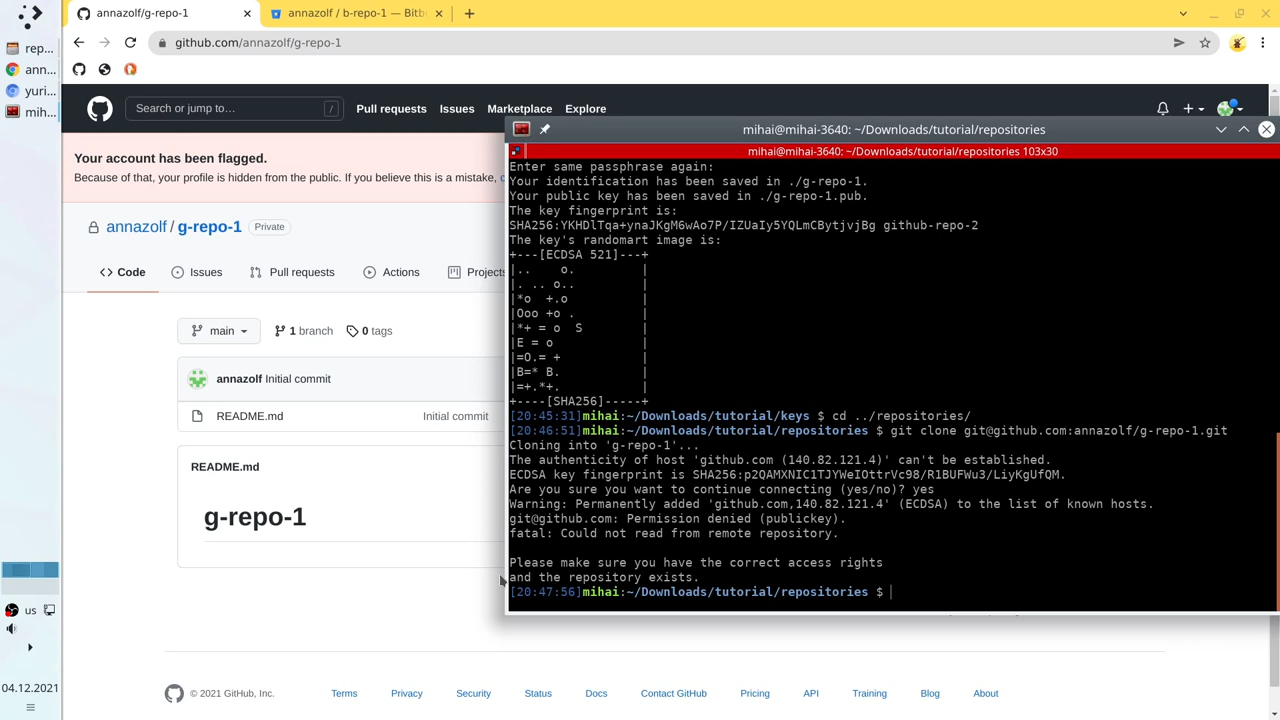 annazolf/g-repo-1
annazolf / b-repo-1 — Bitb
github.com/annazolf/g-repo-1
rep...
ann...
yuri...
mih...
Search or jump to…
/
Pull requests
Issues
Marketplace
Explore
Your account has been flagged.
Because of that, your profile is hidden from the public. If you believe this is a mistake, c
annazolf / g-repo-1
Private
Code
Issues
Pull requests
Actions
Projects
main
1 branch
0 tags
annazolf Initial commit
README.md
Initial commit
README.md
g-repo-1
mihai@mihai-3640: ~/Downloads/tutorial/repositories
mihai@mihai-3640: ~/Downloads/tutorial/repositories 103x30
Enter same passphrase again:
Your identification has been saved in ./g-repo-1.
Your public key has been saved in ./g-repo-1.pub.
The key fingerprint is:
SHA256:YKHDlTqa+ynaJKgM6wAo7P/IZUaIy5YQLmCBytjvjBg github-repo-2
The key's randomart image is:
+---[ECDSA 521]---+
|..    o.         |
|. .. o..         |
|*o  +.o          |
|Ooo +o .         |
|*+ = o  S        |
|E = o            |
|=O.= +           |
|B=* B.           |
|=+.*+.           |
+----[SHA256]-----+
[20:45:31]mihai:~/Downloads/tutorial/keys $ cd ../repositories/
[20:46:51]mihai:~/Downloads/tutorial/repositories $ git clone git@github.com:annazolf/g-repo-1.git
Cloning into 'g-repo-1'...
The authenticity of host 'github.com (140.82.121.4)' can't be established.
ECDSA key fingerprint is SHA256:p2QAMXNIC1TJYWeIOttrVc98/R1BUFWu3/LiyKgUfQM.
Are you sure you want to continue connecting (yes/no)? yes
Warning: Permanently added 'github.com,140.82.121.4' (ECDSA) to the list of known hosts.
git@github.com: Permission denied (publickey).
fatal: Could not read from remote repository.
Please make sure you have the correct access rights
and the repository exists.
[20:47:56]mihai:~/Downloads/tutorial/repositories $
us
04.12.2021
© 2021 GitHub, Inc.
Terms
Privacy
Security
Status
Docs
Contact GitHub
Pricing
API
Training
Blog
About